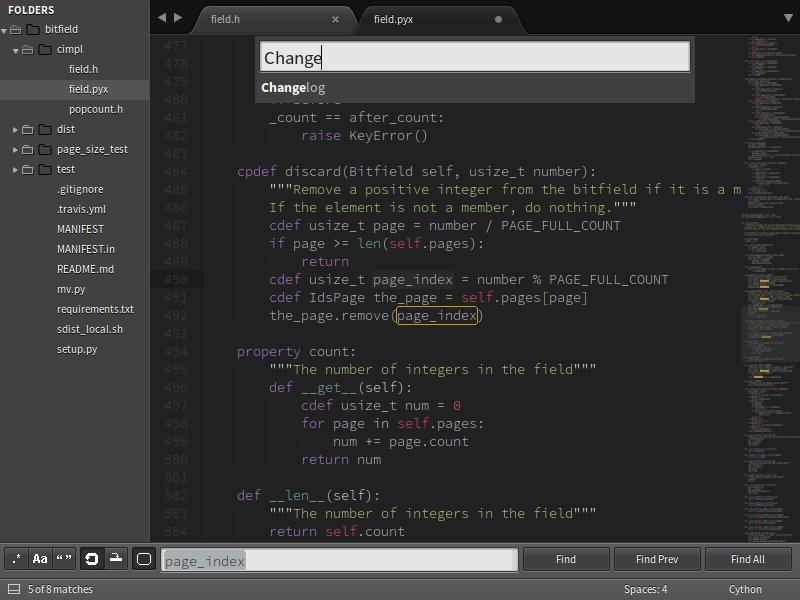 FOLDERS
bitfield
cimpl
field.h
field.pyx
popcount.h
dist
page_size_test
test
.gitignore
.travis.yml
MANIFEST
MANIFEST.in
README.md
mv.py
requirements.txt
sdist_local.sh
setup.py
field.h ×
field.pyx
Change
Changelog
477
478
479
480
481 _count == after_count:
482 raise KeyError()
483
484 cpdef discard(Bitfield self, usize_t number):
485 """Remove a positive integer from the bitfield if it is a m
486 If the element is not a member, do nothing."""
487 cdef usize_t page = number / PAGE_FULL_COUNT
488 if page >= len(self.pages):
489 return
490 cdef usize_t page_index = number % PAGE_FULL_COUNT
491 cdef IdsPage the_page = self.pages[page]
492 the_page.remove(page_index)
493
494 property count:
495 """The number of integers in the field"""
496 def __get__(self):
497 cdef usize_t num = 0
498 for page in self.pages:
499 num += page.count
500 return num
501
502 def __len__(self):
503 """The number of integers in the field"""
504 return self.count
.* Aa “ ” page_index Find Find Prev Find All
5 of 8 matches Spaces: 4 Cython